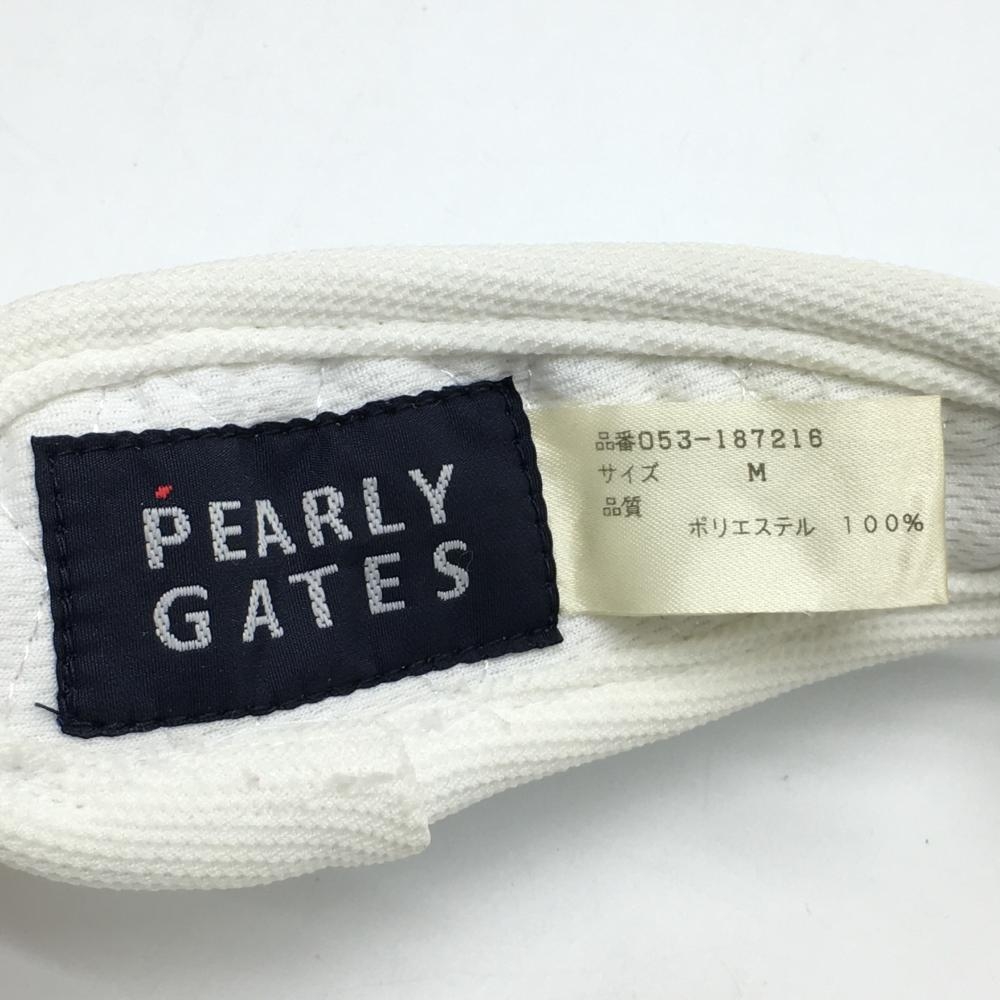 PEARLY
GATES
品番053-187216
サイズ M
品質
ポリエステル 100%